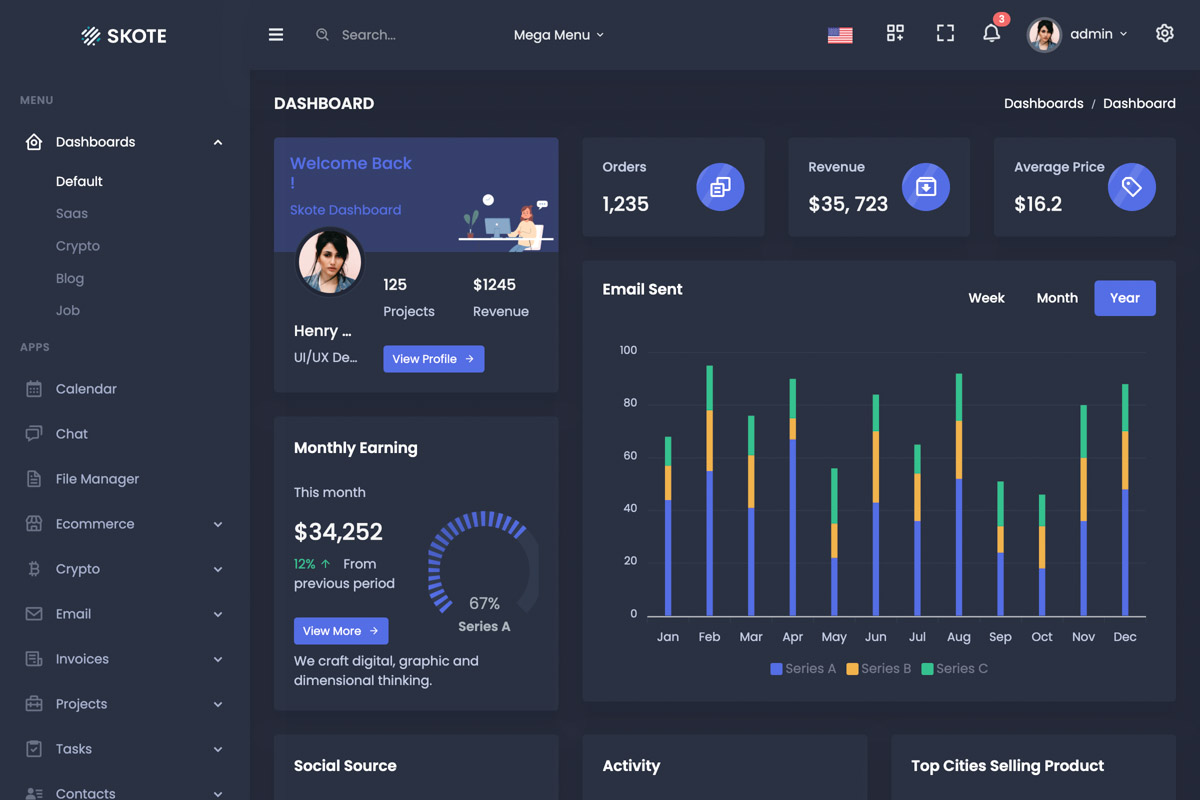 SKOTE
Search...
Mega Menu
3
admin
MENU
Dashboards
Default
Saas
Crypto
Blog
Job
APPS
Calendar
Chat
File Manager
Ecommerce
Crypto
Email
Invoices
Projects
Tasks
Contacts
DASHBOARD
Dashboards / Dashboard
Welcome Back
!
Skote Dashboard
125
$1245
Projects
Revenue
Henry ...
UI/UX De...
View Profile →
Orders
1,235
Revenue
$35, 723
Average Price
$16.2
Monthly Earning
This month
$34,252
12% ↑ From
previous period
View More →
67%
Series A
We craft digital, graphic and
dimensional thinking.
Email Sent
Week
Month
Year
100
80
60
40
20
0
Jan Feb Mar Apr May Jun Jul Aug Sep Oct Nov Dec
Series A Series B Series C
Social Source
Activity
Top Cities Selling Product